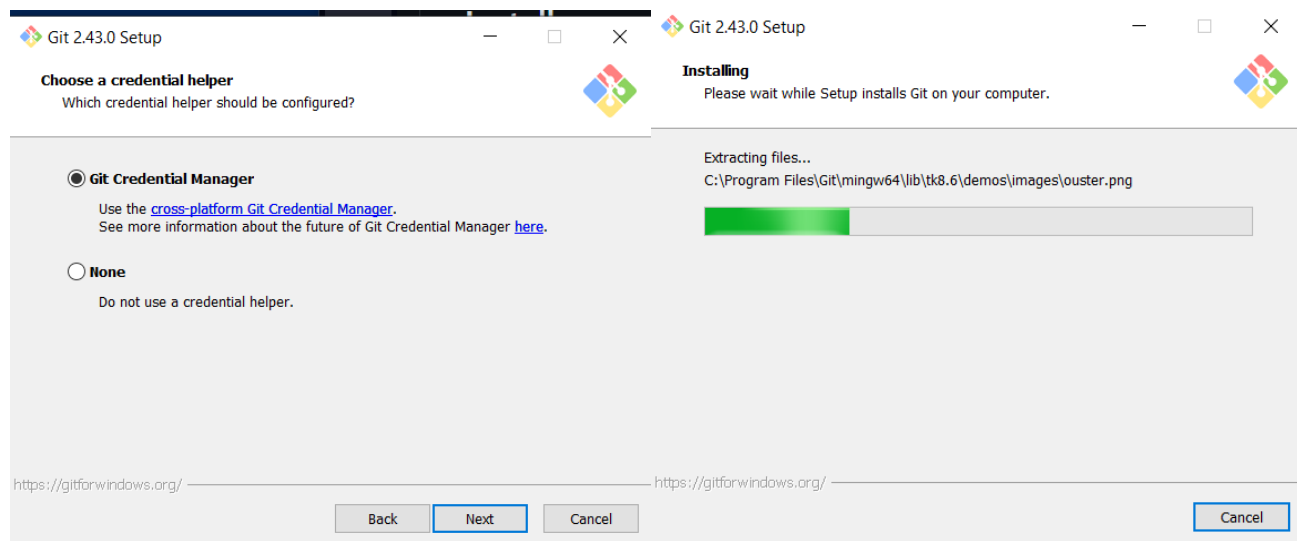 Git 2.43.0 Setup
Choose a credential helper
Which credential helper should be configured?
Git Credential Manager
Use the cross-platform Git Credential Manager.
See more information about the future of Git Credential Manager here.
None
Do not use a credential helper.
https://gitforwindows.org/
Back Next Cancel
Git 2.43.0 Setup
Installing
Please wait while Setup installs Git on your computer.
Extracting files...
C:\Program Files\Git\mingw64\lib\tk8.6\demos\images\ouster.png
https://gitforwindows.org/
Cancel